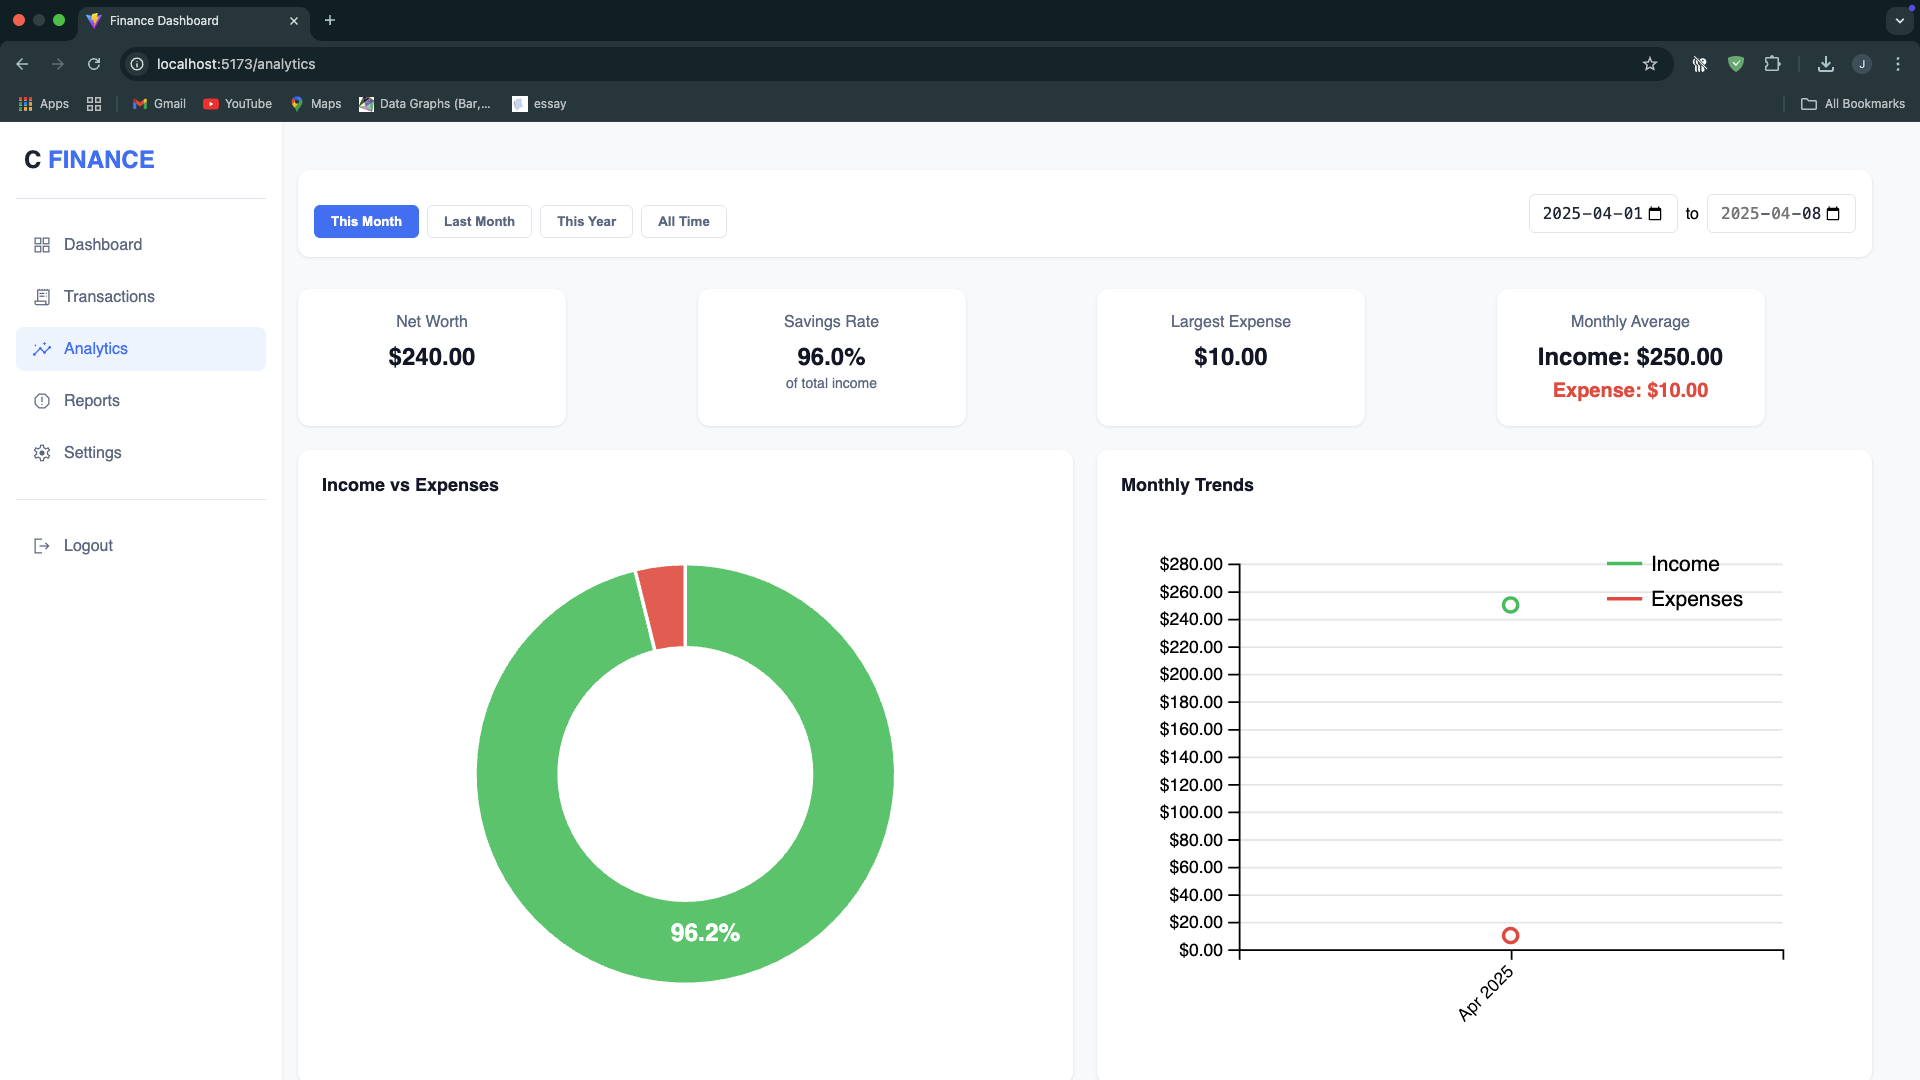 Finance Dashboard
localhost:5173/analytics
J
Apps
Gmail
YouTube
Maps
Data Graphs (Bar,...
essay
All Bookmarks
C FINANCE
Dashboard
Transactions
Analytics
Reports
Settings
Logout
This Month
Last Month
This Year
All Time
2025-04-01 to 2025-04-08
Net Worth
$240.00
Savings Rate
96.0%
of total income
Largest Expense
$10.00
Monthly Average
Income: $250.00
Expense: $10.00
Income vs Expenses
96.2%
Monthly Trends
Income
Expenses
$280.00
$260.00
$240.00
$220.00
$200.00
$180.00
$160.00
$140.00
$120.00
$100.00
$80.00
$60.00
$40.00
$20.00
$0.00
Apr 2025